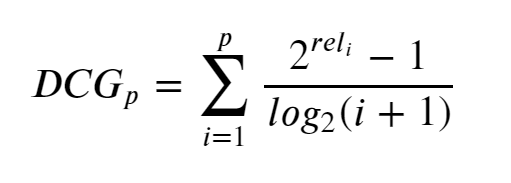 DCG_p = \sum_{i=1}^{p} \frac{2^{rel_i} - 1}{log_2(i + 1)}